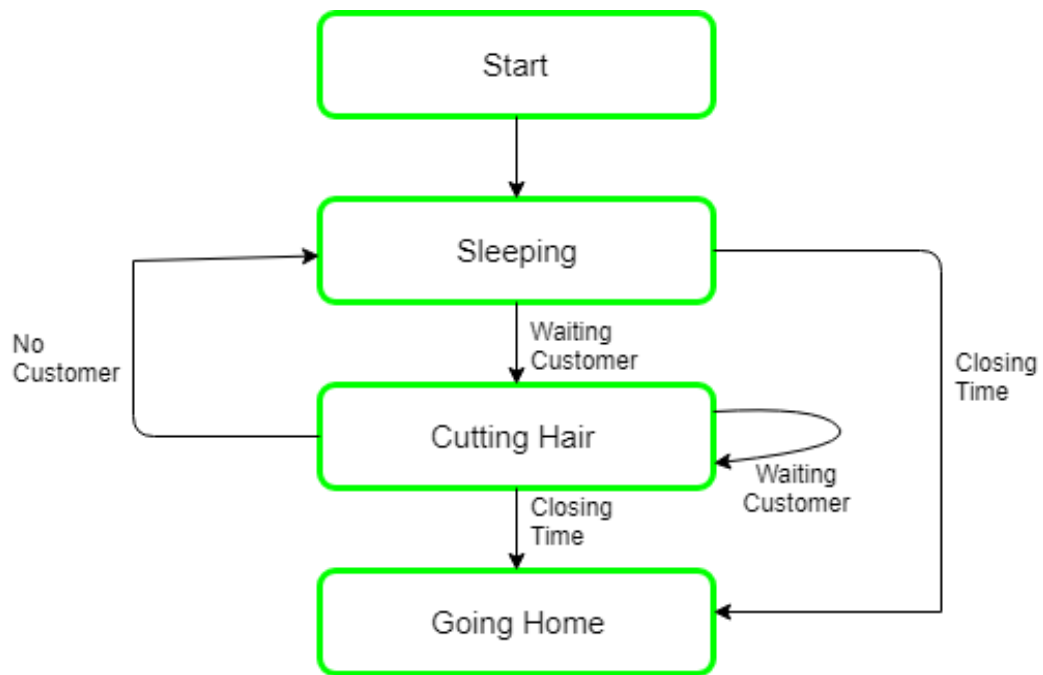 Start
Sleeping
Waiting
Customer
No
Customer
Closing
Time
Cutting Hair
Waiting
Customer
Closing
Time
Going Home